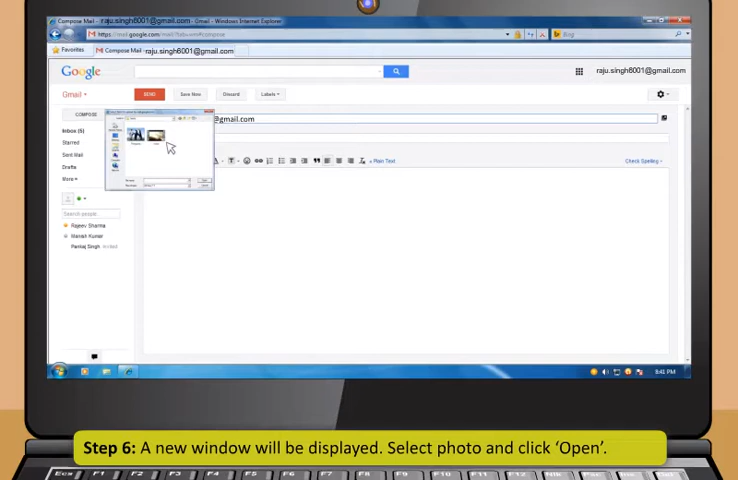 Compose Mail - raju.singh6001@gmail.com - Gmail - Windows Internet Explorer
https://mail.google.com/mail/?tab=wm#compose
Bing
Favorites
Compose Mail - raju.singh6001@gmail.com
Google
raju.singh6001@gmail.com
Gmail
SEND
Save Now
Discard
Labels
COMPOSE
@gmail.com
Inbox (5)
Starred
Sent Mail
Drafts
More
« Plain Text
Check Spelling
Search people...
Rajeev Sharma
Manish Kumar
Pankaj Singh Invited
8:41 PM
Step 6: A new window will be displayed. Select photo and click ‘Open’.
Esc
F1
F2
F3
F4
F5
F6
F7
F8
F9
F10
F11
F12